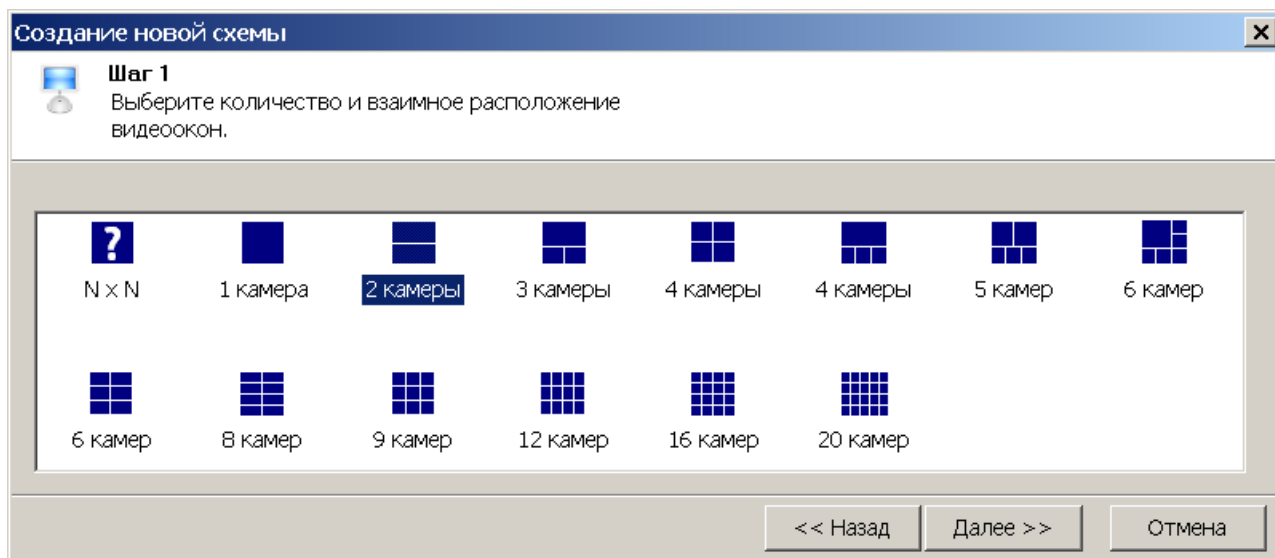 Создание новой схемы
Шаг 1
Выберите количество и взаимное расположение
видеоокон.
?
N x N
1 камера
2 камеры
3 камеры
4 камеры
4 камеры
5 камер
6 камер
6 камер
8 камер
9 камер
12 камер
16 камер
20 камер
<< Назад
Далее >>
Отмена